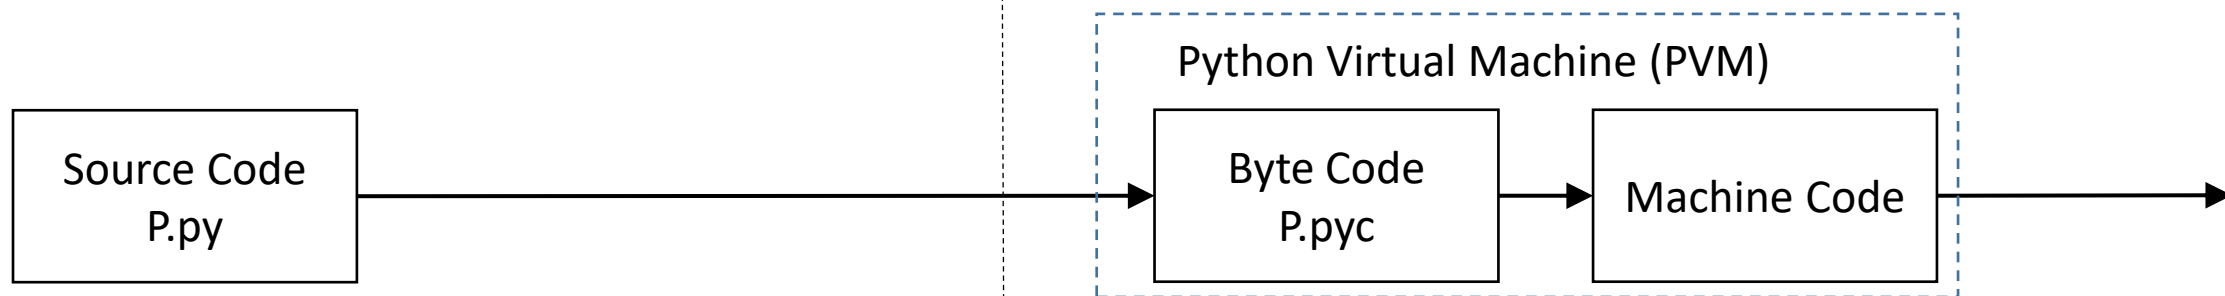 Python Virtual Machine (PVM)
Source Code
P.py
Byte Code
P.pyc
Machine Code